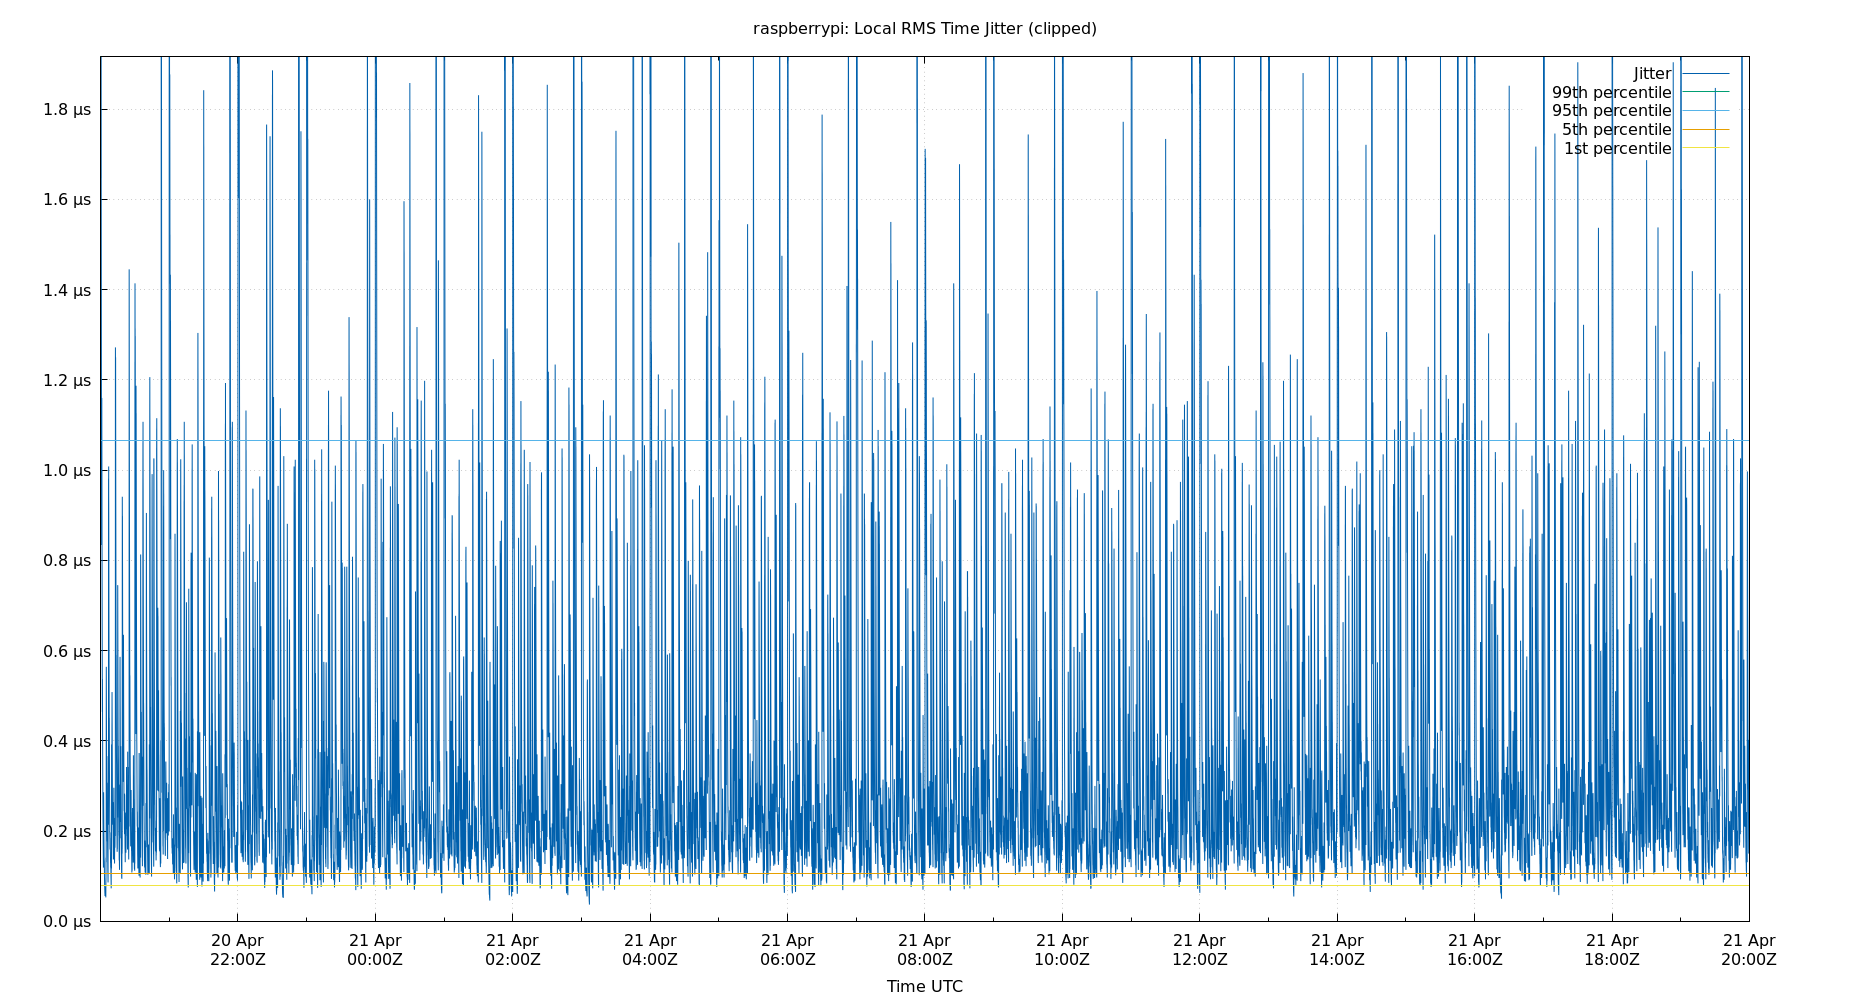 raspberrypi: Local RMS Time Jitter (clipped)
Jitter
99th percentile
95th percentile
5th percentile
1st percentile
1.8 µs
1.6 µs
1.4 µs
1.2 µs
1.0 µs
0.8 µs
0.6 µs
0.4 µs
0.2 µs
0.0 µs
20 Apr 21 Apr 21 Apr 21 Apr 21 Apr 21 Apr 21 Apr 21 Apr 21 Apr 21 Apr 21 Apr 21 Apr
22:00Z 00:00Z 02:00Z 04:00Z 06:00Z 08:00Z 10:00Z 12:00Z 14:00Z 16:00Z 18:00Z 20:00Z
Time UTC